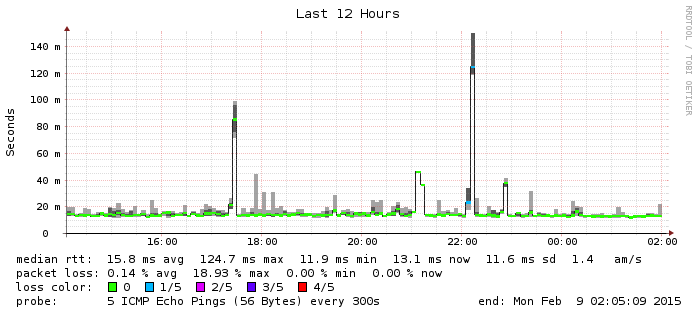 Last 12 Hours
RRDTOOL / TOBI OETIKER
Seconds
140 m
120 m
100 m
80 m
60 m
40 m
20 m
0
16:00 18:00 20:00 22:00 00:00 02:00
median rtt: 15.8 ms avg 124.7 ms max 11.9 ms min 13.1 ms now 11.6 ms sd 1.4 am/s
packet loss: 0.14 % avg 18.93 % max 0.00 % min 0.00 % now
loss color: 0 1/5 2/5 3/5 4/5
probe: 5 ICMP Echo Pings (56 Bytes) every 300s end: Mon Feb 9 02:05:09 2015